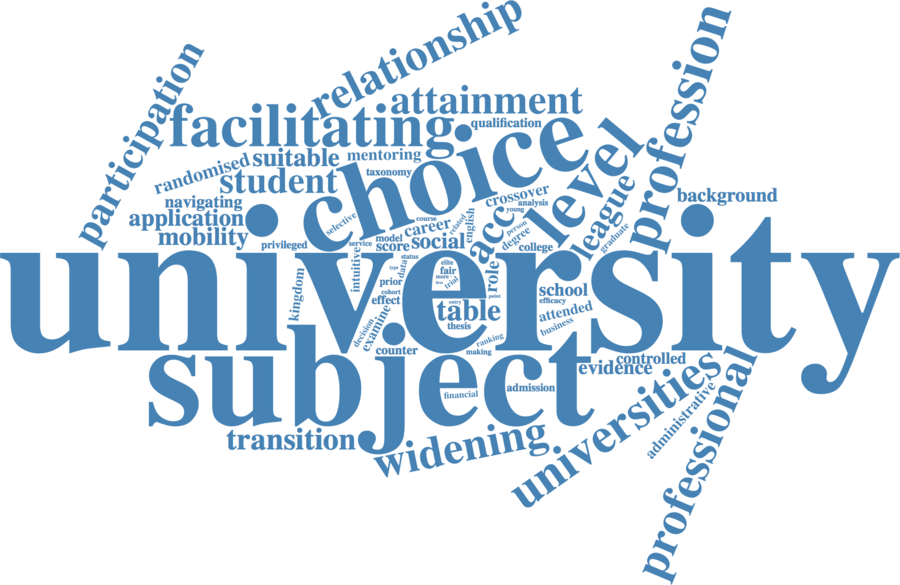 relationship
profession
participation
attainment
facilitating
qualification
choice
level
randomised
suitable
mentoring
taxonomy
student
navigating
application
mobility
privileged
selective
course
career
related
english
crossover
analysis
young
person
degree
acc
college
league
graduate
background
service
model
score
social
status
intuitive
data
type
elite
fair
more
less
trial
role
point
prior
cohort
effect
kingdom
university
school
efficacy
attended
business
entry
table
thesis
decision
examine
counter
ranking
making
subject
financial
admission
evidence
controlled
universities
administrative
professional
transition
widening